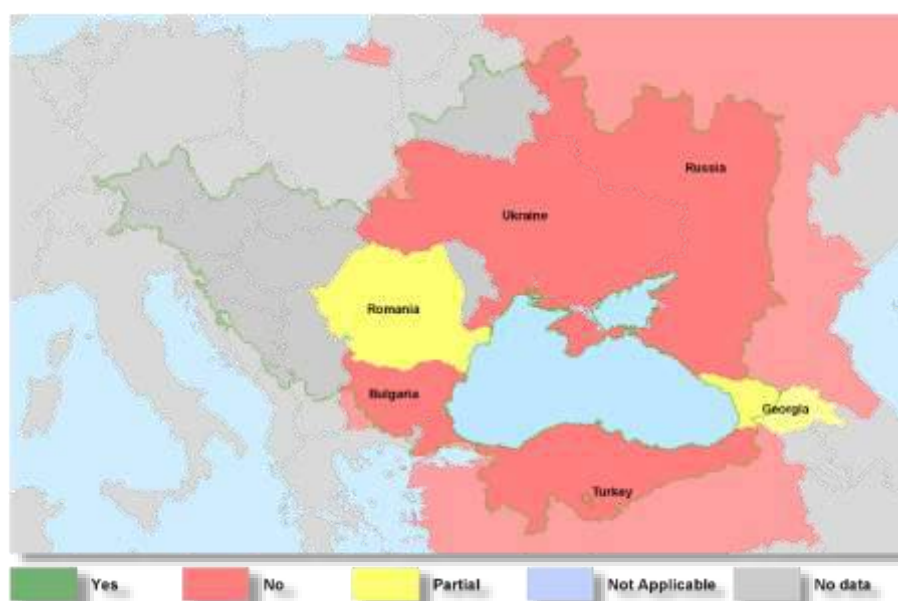 Russia
Ukraine
Romania
Bulgaria
Georgia
Turkey
Yes No Partial Not Applicable No data